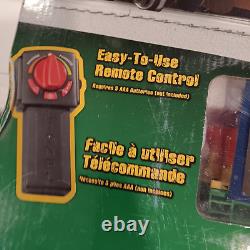 Easy-To-Use
Remote Control
Requires 3 AAA Batteries (not included)
Facile à utiliser
Télécommande
Nécessite 3 piles AAA (non incluses)